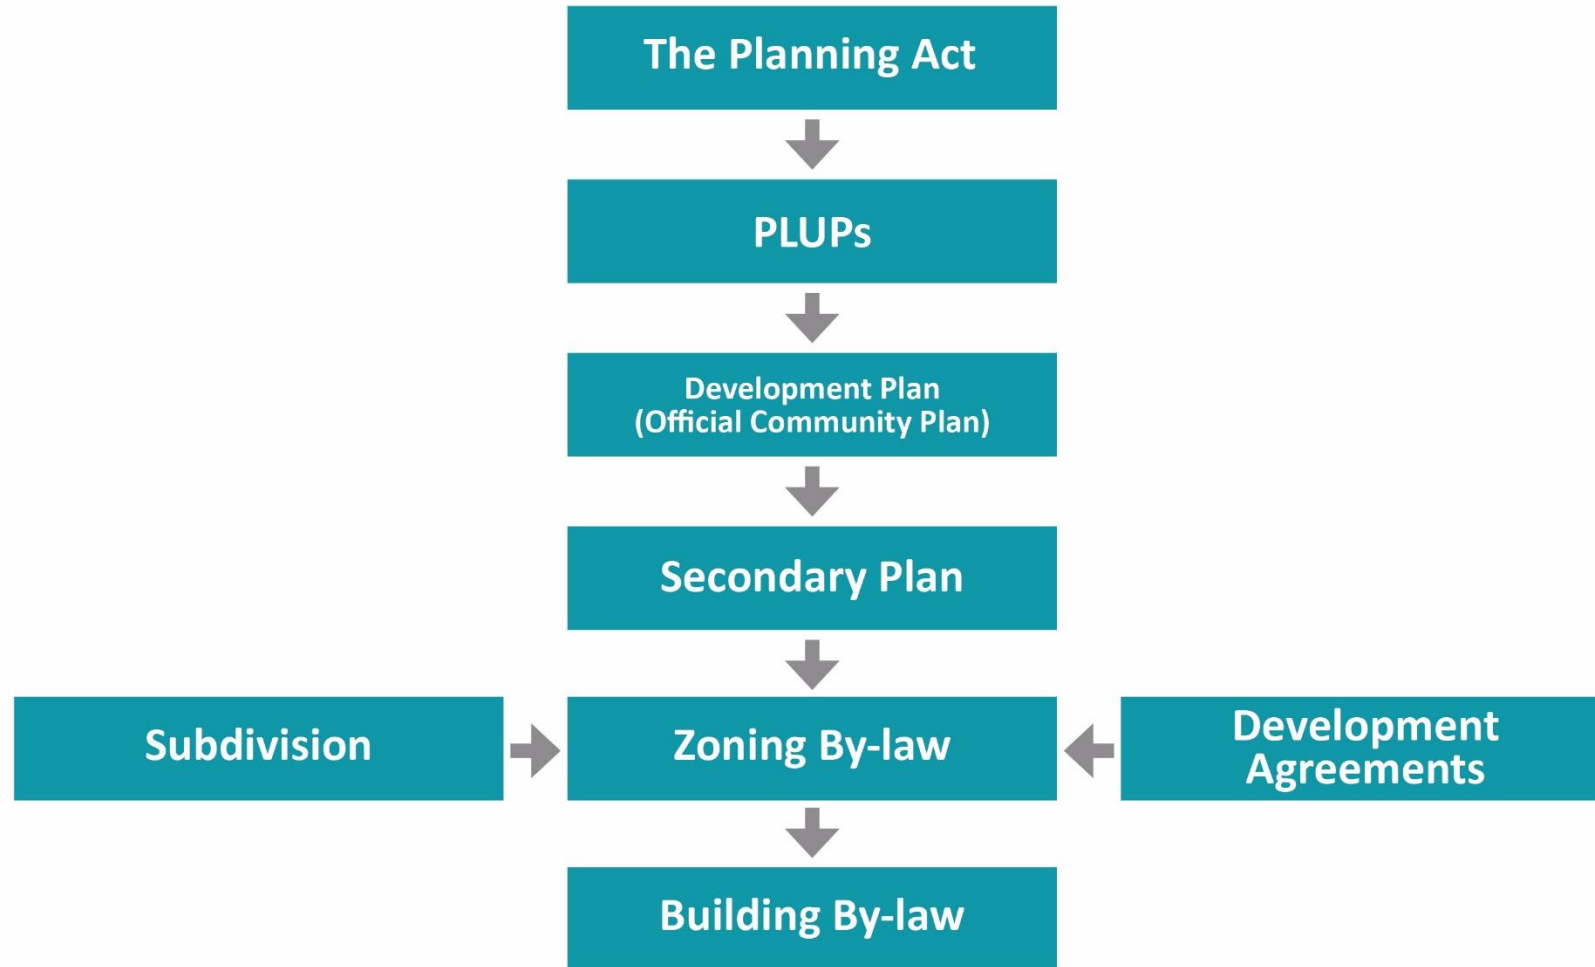 The Planning Act
PLUPs
Development Plan
(Official Community Plan)
Secondary Plan
Subdivision
Zoning By-law
Development
Agreements
Building By-law